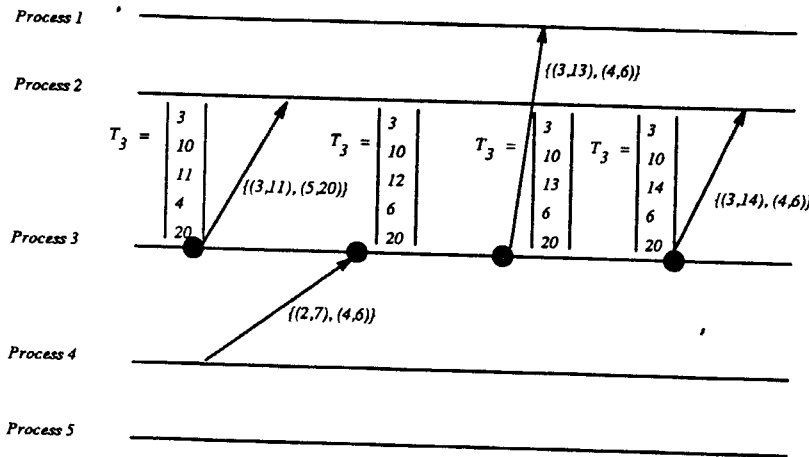 Process 1
{(3,13), (4,6)}
Process 2
T3 =
3
10
11
4
20
{(3,11), (5,20)}
T3 =
3
10
12
6
20
T3 =
3
10
13
6
20
T3 =
3
10
14
6
20
{(3,14), (4,6)}
Process 3
{(2,7), (4,6)}
Process 4
Process 5